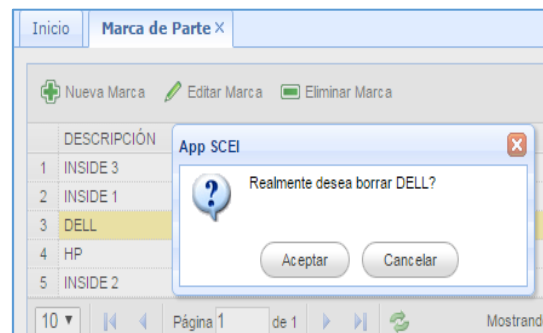 Inicio Marca de Parte ×
Nueva Marca Editar Marca Eliminar Marca
DESCRIPCIÓN
App SCEI
1 INSIDE 3
Realmente desea borrar DELL?
2 INSIDE 1
3 DELL
4 HP
Aceptar Cancelar
5 INSIDE 2
10 Página 1 de 1 Mostrand